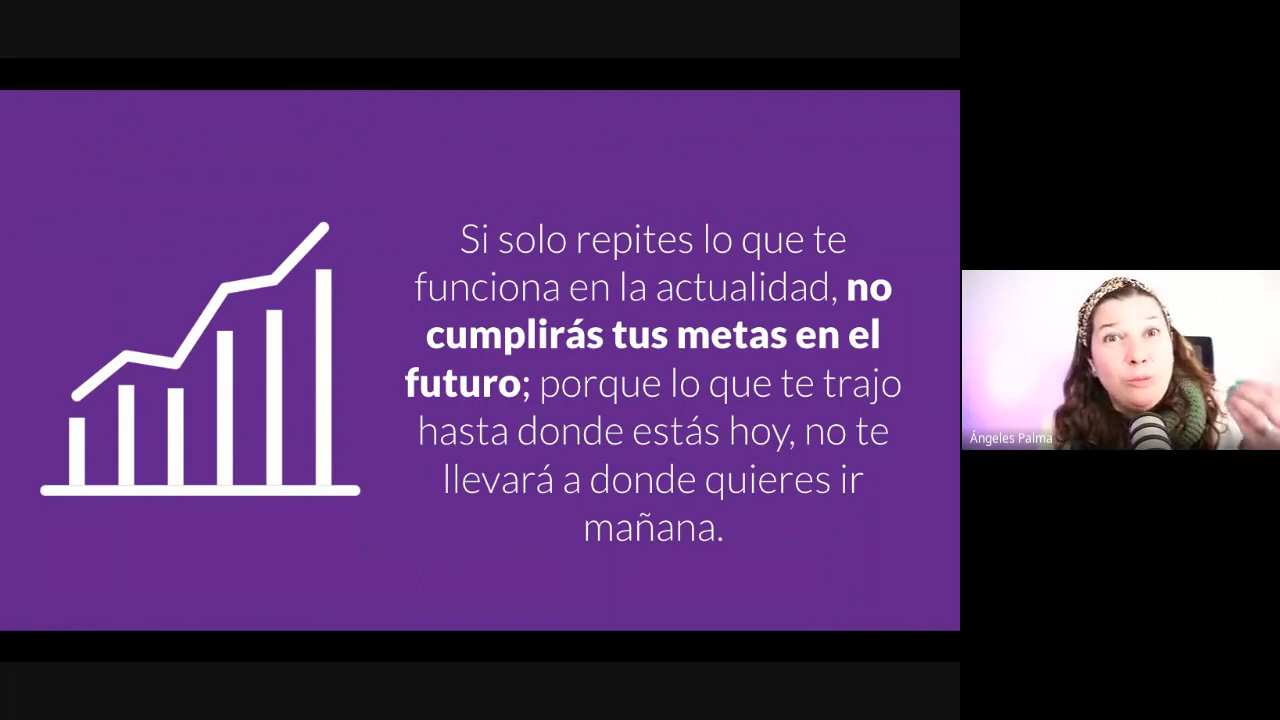 Si solo repites lo que te
funciona en la actualidad, no
cumplirás tus metas en el
futuro; porque lo que te trajo
hasta donde estás hoy, no te
llevará a donde quieres ir
mañana.
Ángeles Palma